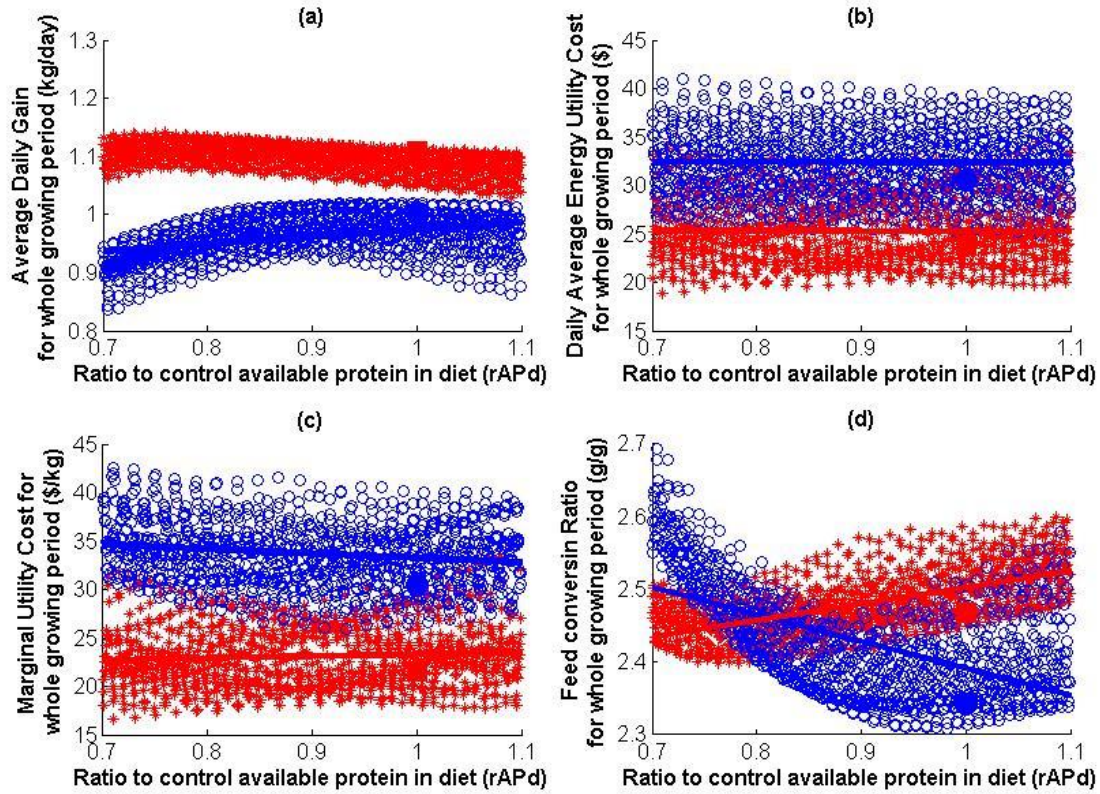 (a)
Average Daily Gain
for whole growing period (kg/day)
1.3
1.2
1.1
1
0.9
0.8
0.7
0.8
0.9
1
1.1
Ratio to control available protein in diet (rAPd)
(b)
Daily Average Energy Utility Cost
for whole growing period ($)
45
40
35
30
25
20
15
0.7
0.8
0.9
1
1.1
Ratio to control available protein in diet (rAPd)
(c)
Marginal Utility Cost for
whole growing period ($/kg)
45
40
35
30
25
20
15
0.7
0.8
0.9
1
1.1
Ratio to control available protein in diet (rAPd)
(d)
Feed conversin Ratio
for whole growing period (g/g)
2.7
2.6
2.5
2.4
2.3
0.7
0.8
0.9
1
1.1
Ratio to control available protein in diet (rAPd)